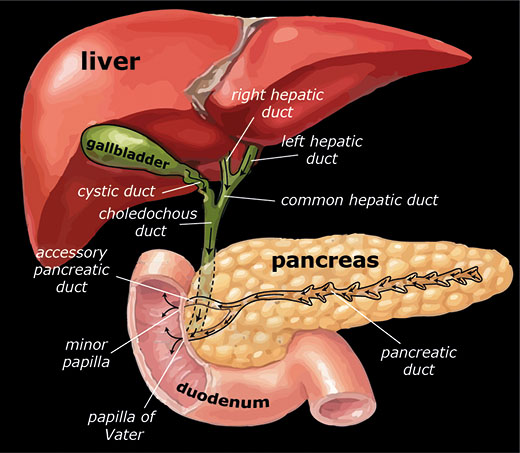 liver
right hepatic
duct
left hepatic
duct
gallbladder
cystic duct
common hepatic duct
choledochous
duct
accessory
pancreatic
duct
pancreas
minor
papilla
pancreatic
duct
duodenum
papilla of
Vater